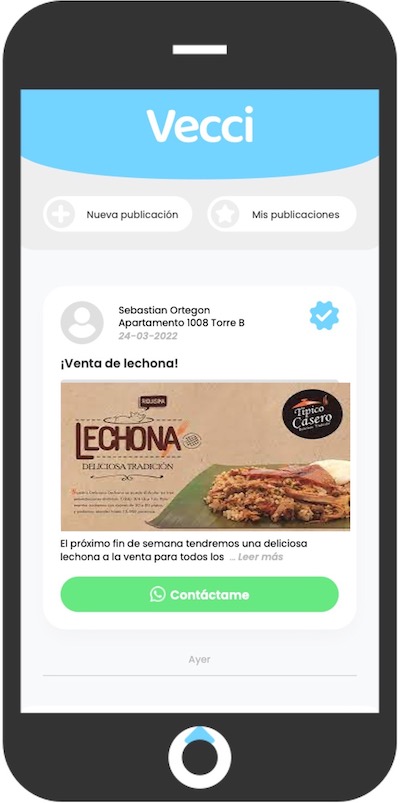 Vecci
Nueva publicación
Mis publicaciones
Sebastian Ortegon
Apartamento 1008 Torre B
24-03-2022
¡Venta de lechona!
RIQUISIMA
LECHONA
DELICIOSA TRADICIÓN
Típico
Casero
El próximo fin de semana tendremos una deliciosa
lechona a la venta para todos los ... Leer más
Contáctame
Ayer